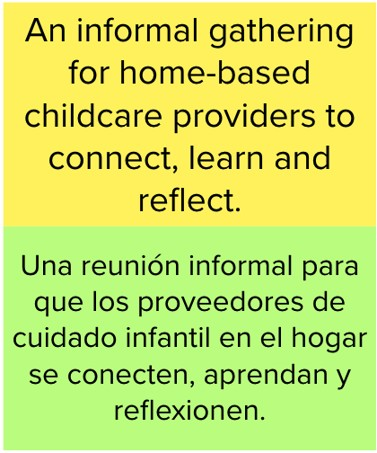 An informal gathering
for home-based
childcare providers to
connect, learn and
reflect.
Una reunión informal para
que los proveedores de
cuidado infantil en el hogar
se conecten, aprendan y
reflexionen.